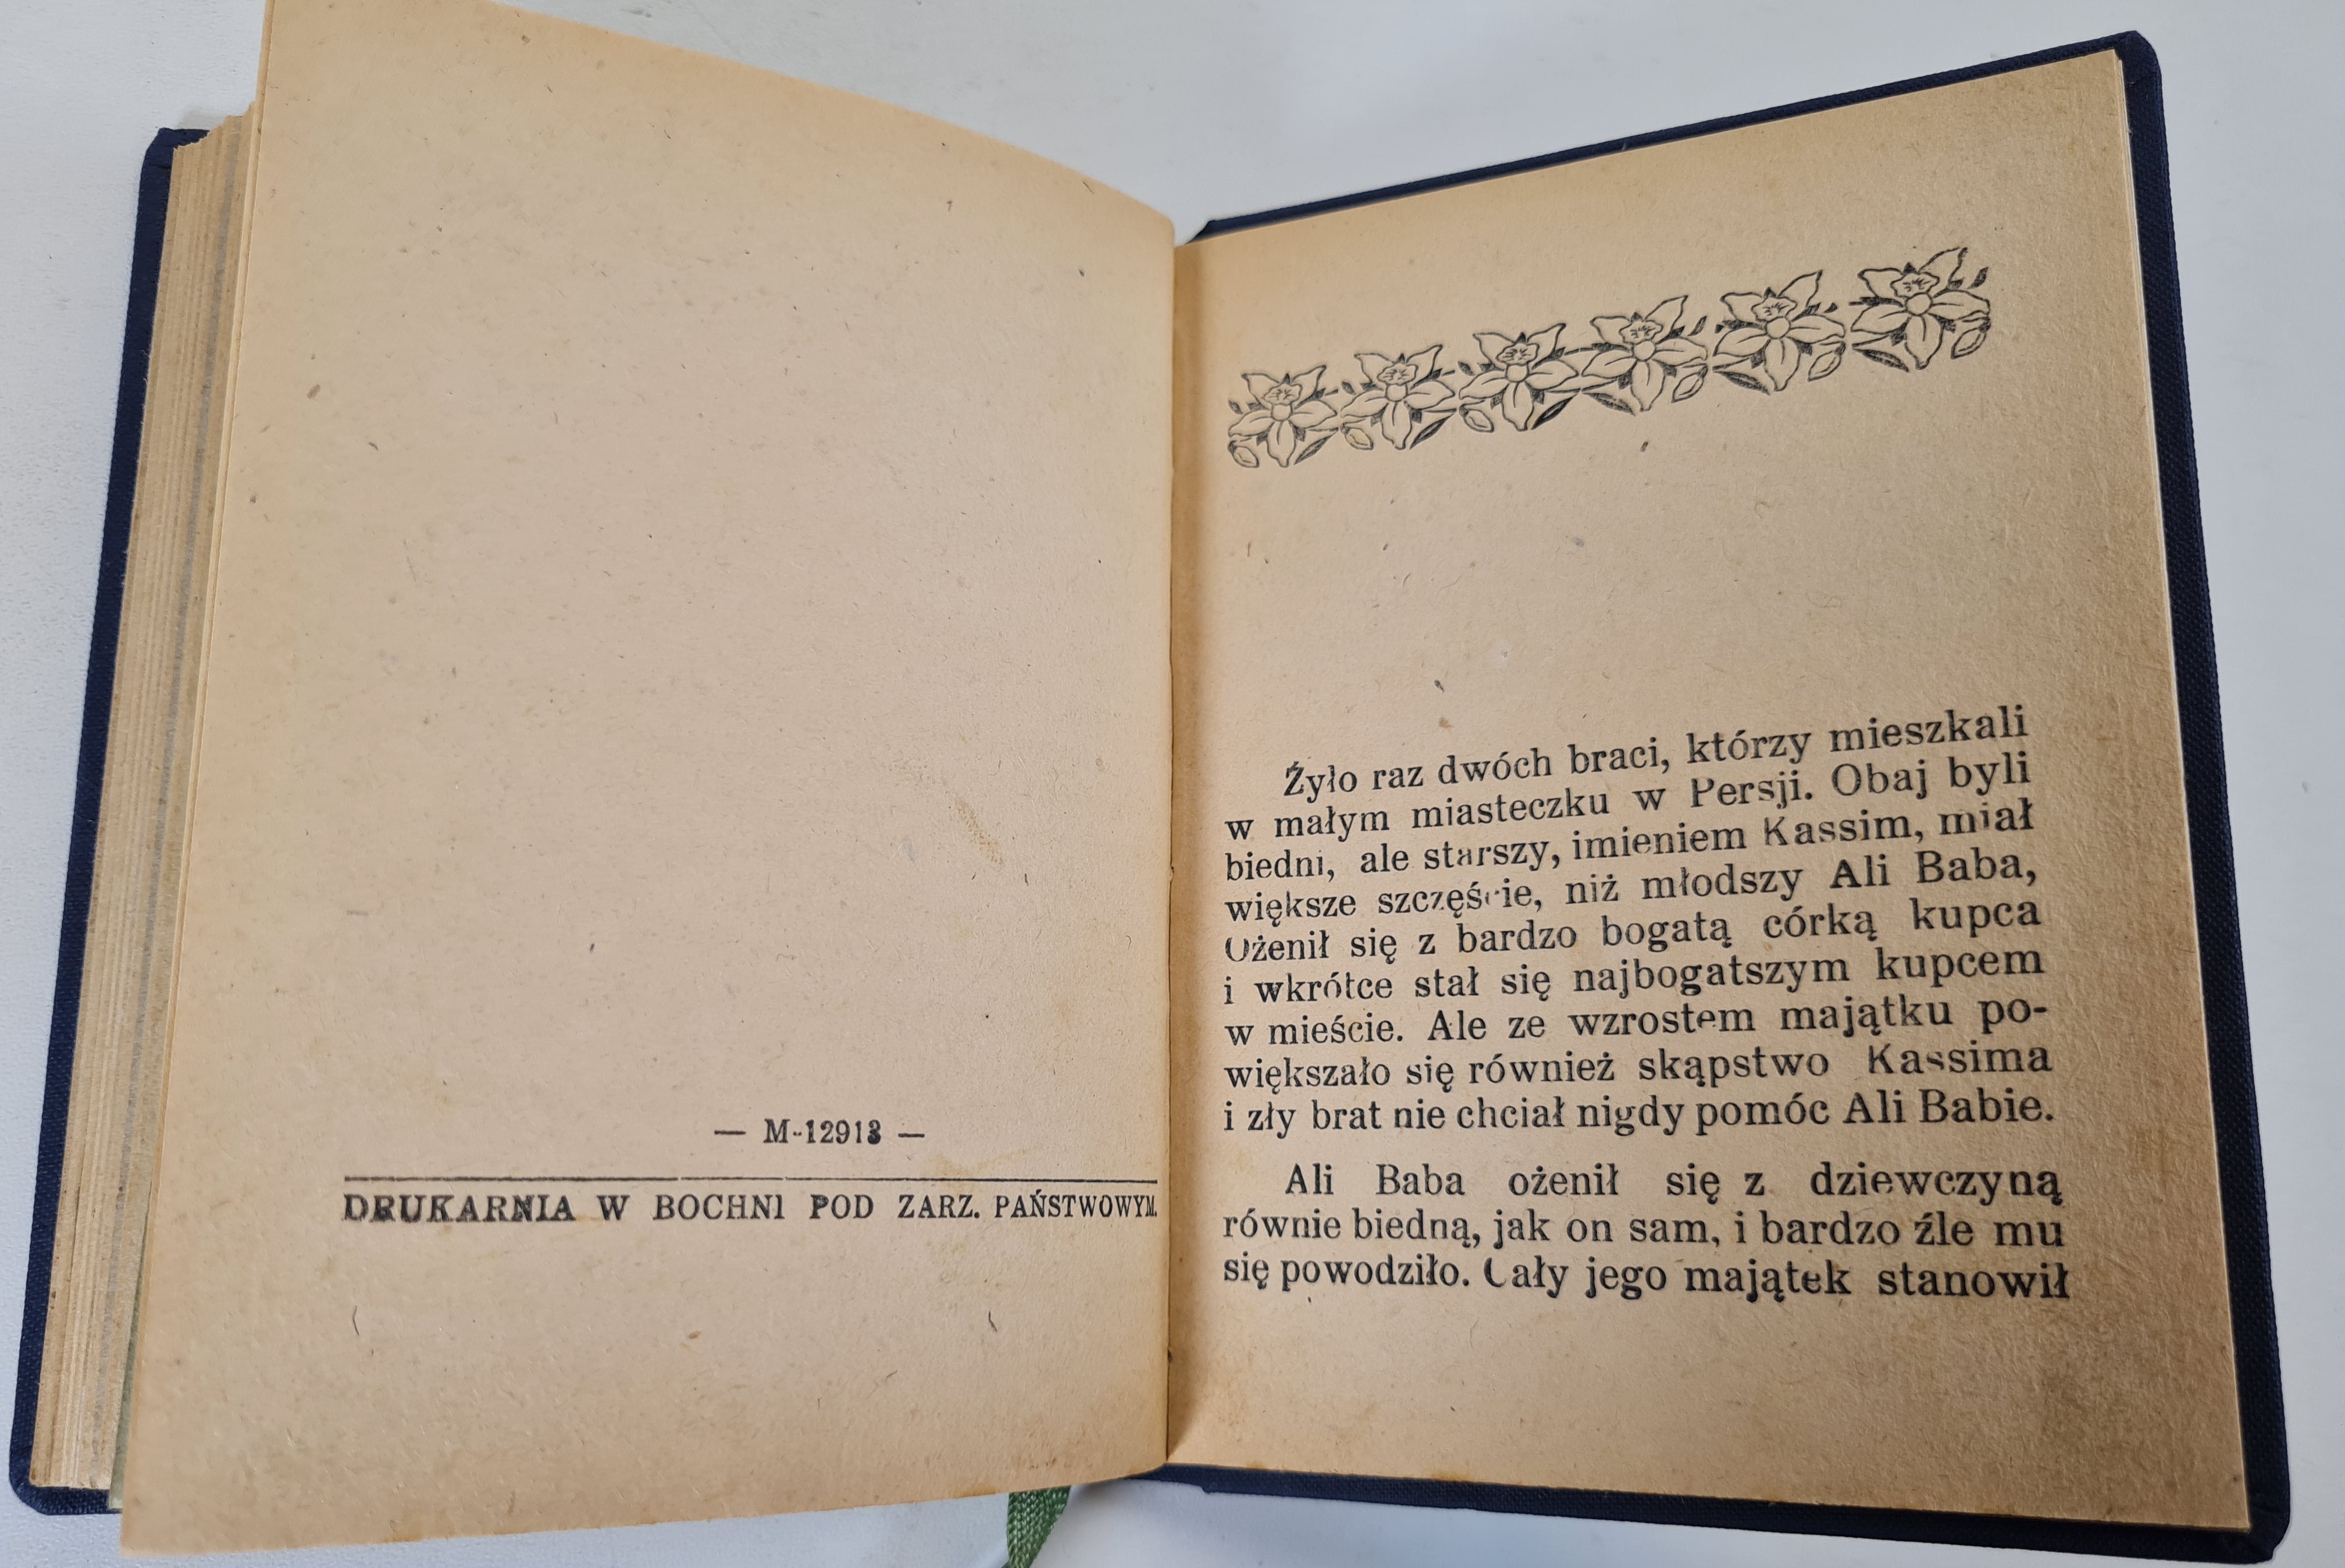 — M-12913 —
DRUKARNIA W BOCHNI POD ZARZ. PAŃSTWOWYM.
Żyło raz dwóch braci, którzy mieszkali
w małym miasteczku w Persji. Obaj byli
biedni, ale starszy, imieniem Kassim, miał
większe szczęście, niż młodszy Ali Baba,
Ożenił się z bardzo bogatą córką kupca
i wkrótce stał się najbogatszym kupcem
w mieście. Ale ze wzrostem majątku po-
większało się również skąpstwo Kassima
i zły brat nie chciał nigdy pomóc Ali Babie.
Ali Baba ożenił się z dziewczyną
równie biedną, jak on sam, i bardzo źle mu
się powodziło. Cały jego majątek stanowił